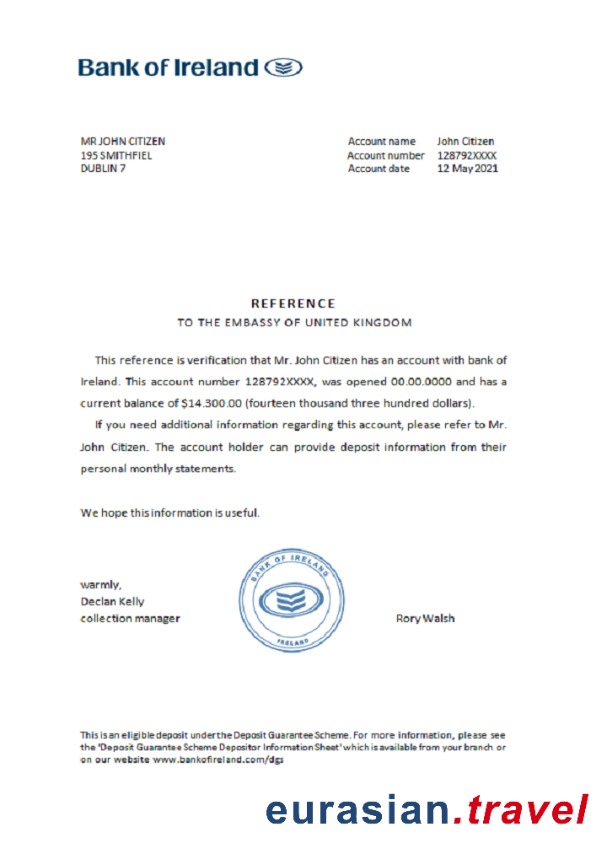 Bank of Ireland
MR JOHN CITIZEN
195 SMITHFIEL
DUBLIN 7
Account name John Citizen
Account number 128792XXXX
Account date 12 May 2021
REFERENCE
TO THE EMBASSY OF UNITED KINGDOM
This reference is verification that Mr. John Citizen has an account with bank of
Ireland. This account number 128792XXXX, was opened 00.00.0000 and has a
current balance of $14.300.00 (fourteen thousand three hundred dollars).
If you need additional information regarding this account, please refer to Mr.
John Citizen. The account holder can provide deposit information from their
personal monthly statements.
We hope this information is useful.
warmly,
Declan Kelly
collection manager
BANK OF IRELANG
IRELAND
Rory Walsh
This is an eligible deposit under the Deposit Guarantee Scheme. For more information, please see
the 'Deposit Guarantee Scheme Depositor Information Sheet' which is available from your branch or
on our website www.bankofireland.com/dgs
eurasian.travel